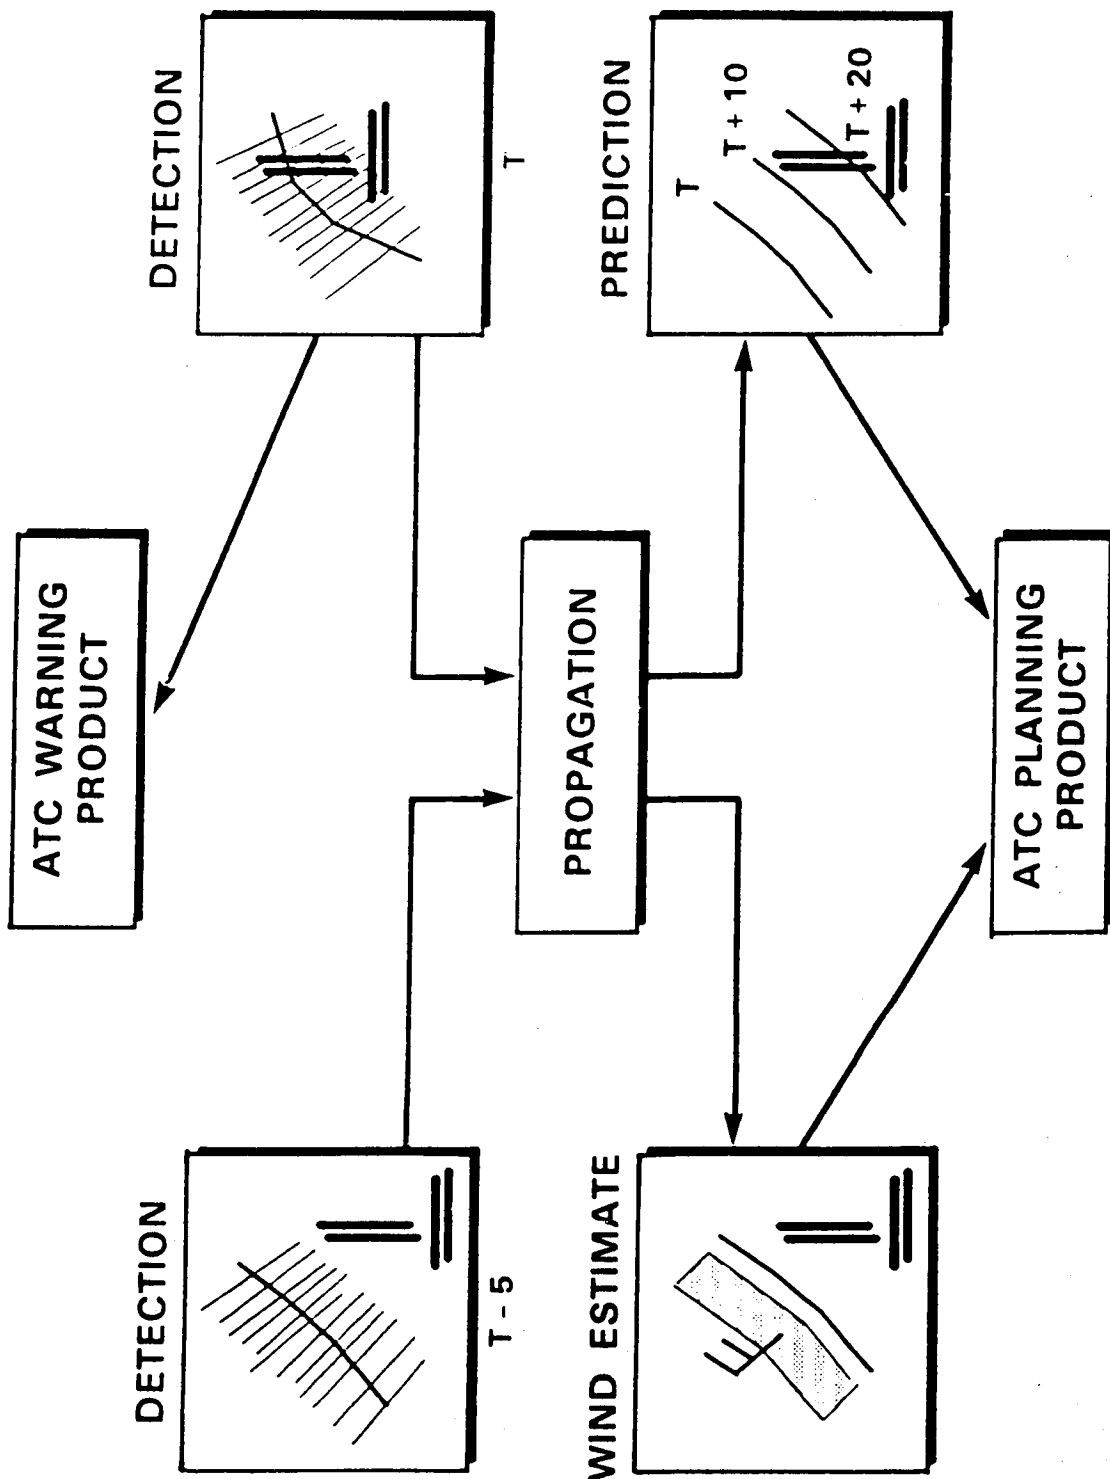 ATC WARNING
PRODUCT
DETECTION
T - 5
DETECTION
T
PROPAGATION
WIND ESTIMATE
PREDICTION
T
T + 10
T + 20
ATC PLANNING
PRODUCT